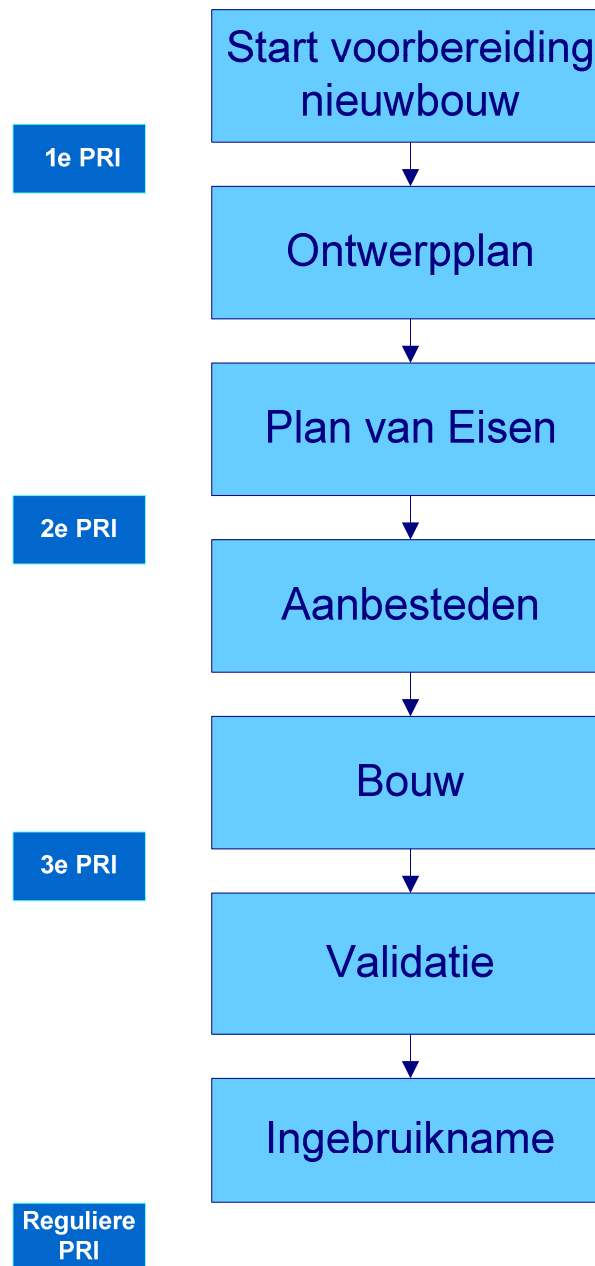 Start voorbereiding
nieuwbouw
1e PRI
Ontwerpplan
Plan van Eisen
2e PRI
Aanbesteden
Bouw
3e PRI
Validatie
Ingebruikname
Reguliere
PRI